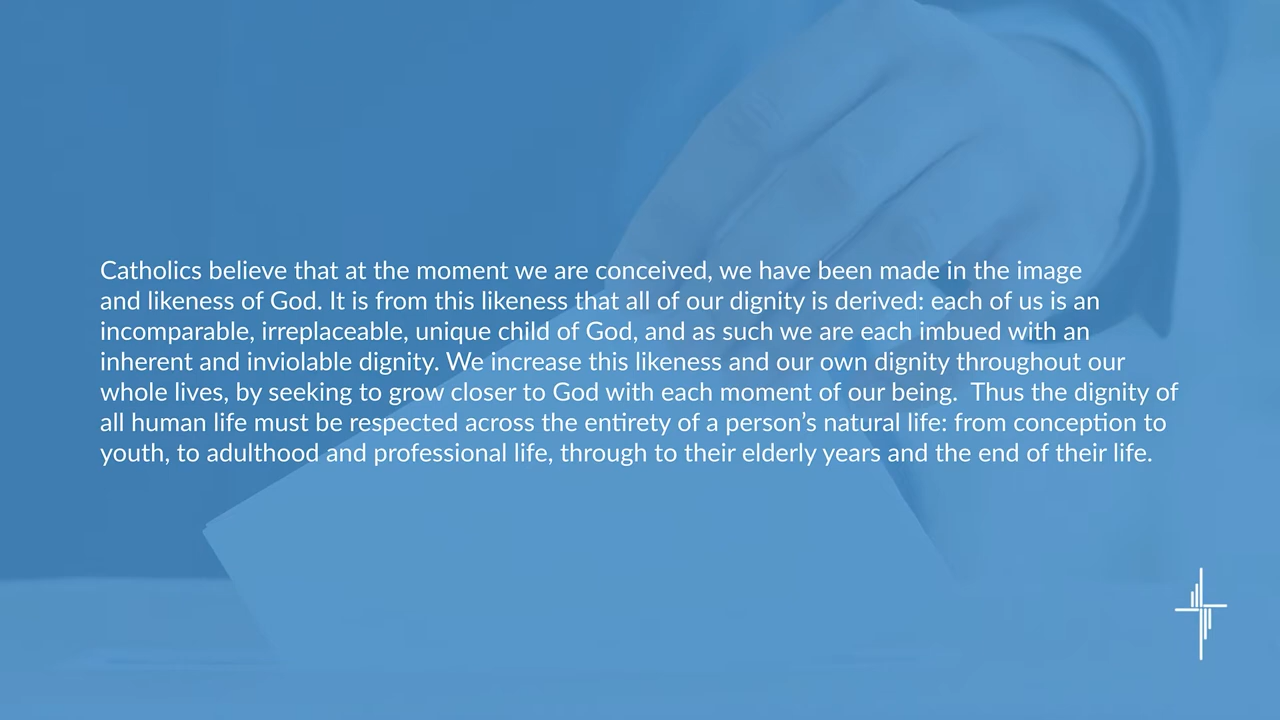 Catholics believe that at the moment we are conceived, we have been made in the image
and likeness of God. It is from this likeness that all of our dignity is derived: each of us is an
incomparable, irreplaceable, unique child of God, and as such we are each imbued with an
inherent and inviolable dignity. We increase this likeness and our own dignity throughout our
whole lives, by seeking to grow closer to God with each moment of our being.  Thus the dignity of
all human life must be respected across the entirety of a person’s natural life: from conception to
youth, to adulthood and professional life, through to their elderly years and the end of their life.